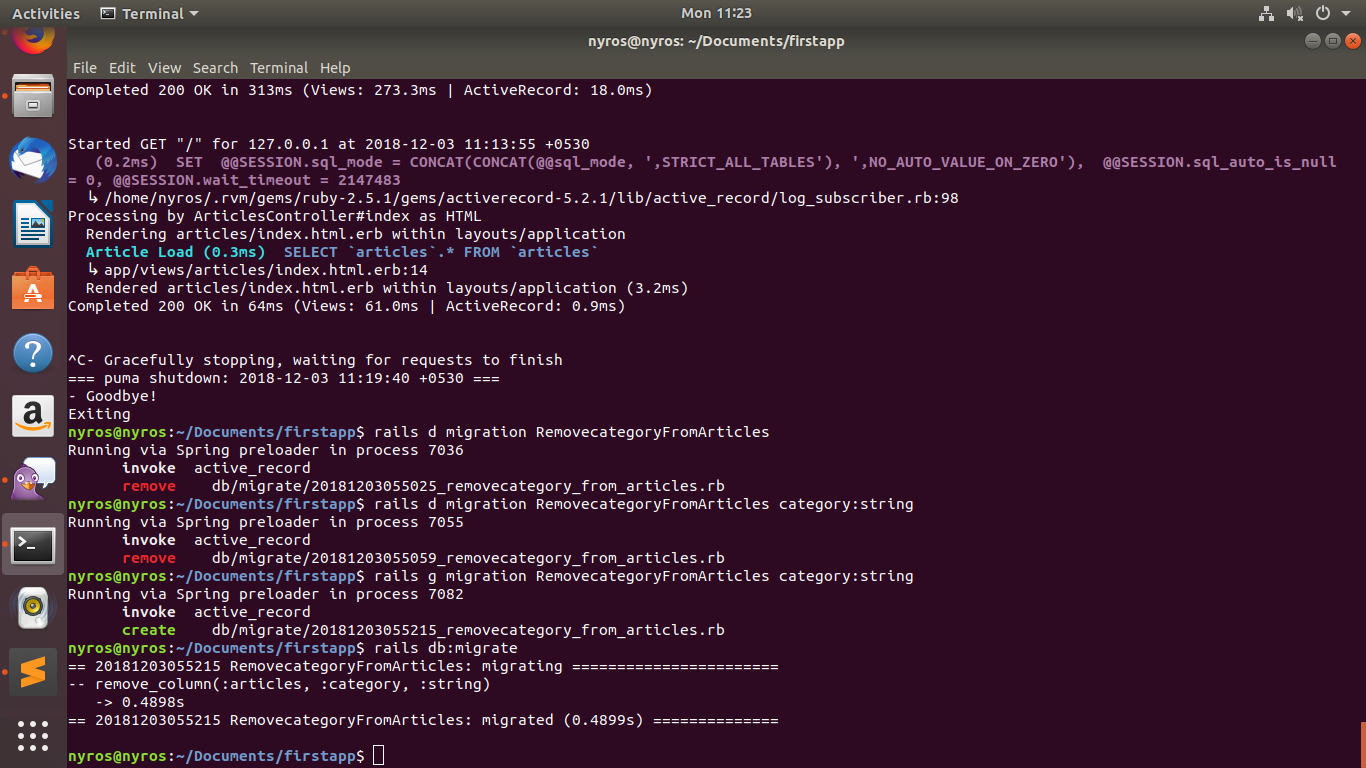 Activities Terminal Mon 11:23
nyros@nyros: ~/Documents/firstapp
File Edit View Search Terminal Help
Completed 200 OK in 313ms (Views: 273.3ms | ActiveRecord: 18.0ms)
Started GET "/" for 127.0.0.1 at 2018-12-03 11:13:55 +0530
(0.2ms) SET @@SESSION.sql_mode = CONCAT(CONCAT(@@sql_mode, ',STRICT_ALL_TABLES'), ',NO_AUTO_VALUE_ON_ZERO'), @@SESSION.sql_auto_is_null
= 0, @@SESSION.wait_timeout = 2147483
↳ /home/nyros/.rvm/gems/ruby-2.5.1/gems/activerecord-5.2.1/lib/active_record/log_subscriber.rb:98
Processing by ArticlesController#index as HTML
Rendering articles/index.html.erb within layouts/application
Article Load (0.3ms) SELECT `articles`.* FROM `articles`
↳ app/views/articles/index.html.erb:14
Rendered articles/index.html.erb within layouts/application (3.2ms)
Completed 200 OK in 64ms (Views: 61.0ms | ActiveRecord: 0.9ms)
^C- Gracefully stopping, waiting for requests to finish
=== puma shutdown: 2018-12-03 11:19:40 +0530 ===
- Goodbye!
Exiting
nyros@nyros:~/Documents/firstapp$ rails d migration RemovecategoryFromArticles
Running via Spring preloader in process 7036
invoke active_record
remove db/migrate/20181203055025_removecategory_from_articles.rb
nyros@nyros:~/Documents/firstapp$ rails d migration RemovecategoryFromArticles category:string
Running via Spring preloader in process 7055
invoke active_record
remove db/migrate/20181203055059_removecategory_from_articles.rb
nyros@nyros:~/Documents/firstapp$ rails g migration RemovecategoryFromArticles category:string
Running via Spring preloader in process 7082
invoke active_record
create db/migrate/20181203055215_removecategory_from_articles.rb
nyros@nyros:~/Documents/firstapp$ rails db:migrate
== 20181203055215 RemovecategoryFromArticles: migrating =======================
-- remove_column(:articles, :category, :string)
-> 0.4898s
== 20181203055215 RemovecategoryFromArticles: migrated (0.4899s) ==============
nyros@nyros:~/Documents/firstapp$